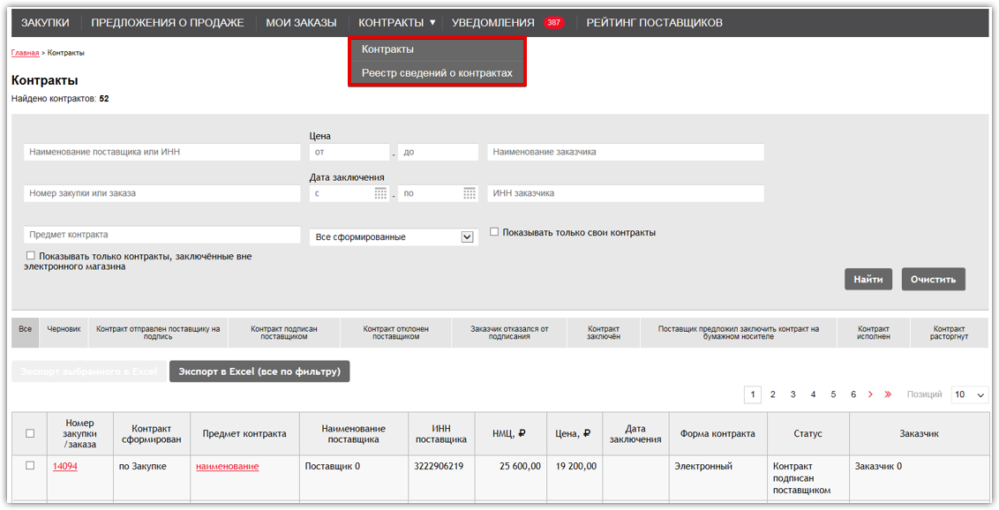 ЗАКУПКИ ПРЕДЛОЖЕНИЯ О ПРОДАЖЕ МОИ ЗАКАЗЫ КОНТРАКТЫ ▼ УВЕДОМЛЕНИЯ 387 РЕЙТИНГ ПОСТАВЩИКОВ
Контракты
Реестр сведений о контрактах
Главная > Контракты
Контракты
Найдено контрактов: 52
Цена
Наименование поставщика или ИНН
от - до
Наименование заказчика
Дата заключения
Номер закупки или заказа
с - по
ИНН заказчика
Предмет контракта
Все сформированные
Показывать только свои контракты
Показывать только контракты, заключённые вне
электронного магазина
Найти Очистить
Все
Черновик
Контракт отправлен поставщику на
подпись
Контракт подписан
поставщиком
Контракт отклонен
поставщиком
Заказчик отказался от
подписания
Контракт
заключён
Поставщик предложил заключить контракт на
бумажном носителе
Контракт
исполнен
Контракт
расторгнут
Экспорт выбранного в Excel
Экспорт в Excel (все по фильтру)
1 2 3 4 5 6 > » Позиций 10
Номер
закупки
/заказа
Контракт
сформирован
Предмет контракта
Наименование
поставщика
ИНН
поставщика
НМЦ, ₽
Цена, ₽
Дата
заключения
Форма контракта
Статус
Заказчик
14094
по Закупке
наименование
Поставщик 0
3222906219
25 600,00
19 200,00
Электронный
Контракт
подписан
поставщиком
Заказчик 0